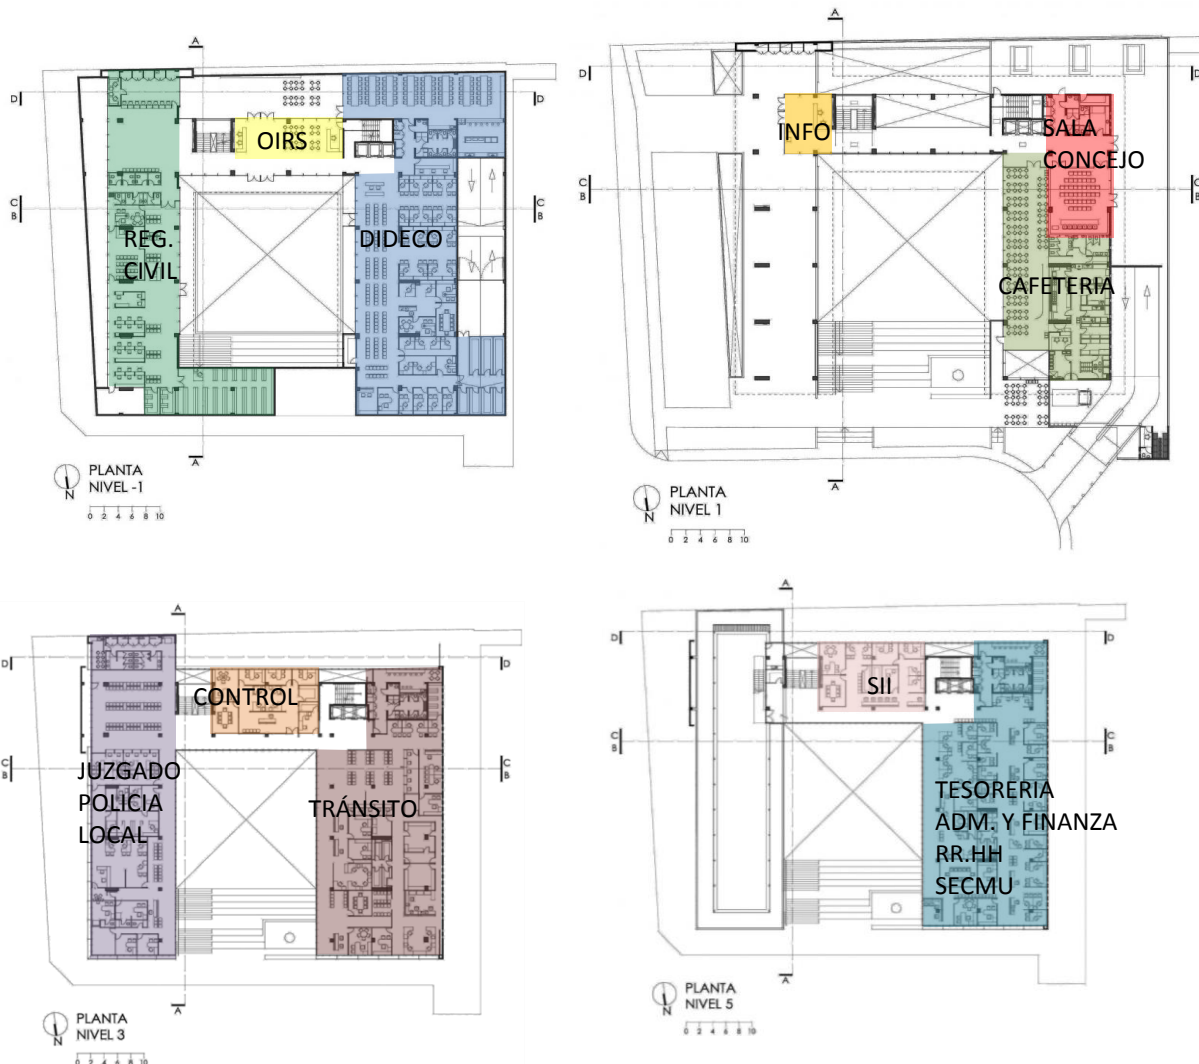 A
D
D
OIRS
C
B
C
B
REG.
CIVIL
DIDECO
A
N
PLANTA
NIVEL -1
0 2 4 6 8 10
A
D
D
INFO
SALA
CONCEJO
C
B
C
B
CAFETERIA
A
N
PLANTA
NIVEL 1
0 2 4 6 8 10
A
D
D
CONTROL
C
B
C
B
JUZGADO
POLICIA
LOCAL
TRÁNSITO
A
N
PLANTA
NIVEL 3
0 2 4 6 8 10
A
D
D
SII
C
B
C
B
TESORERIA
ADM. Y FINANZA
RR.HH
SECMU
A
N
PLANTA
NIVEL 5
0 2 4 6 8 10